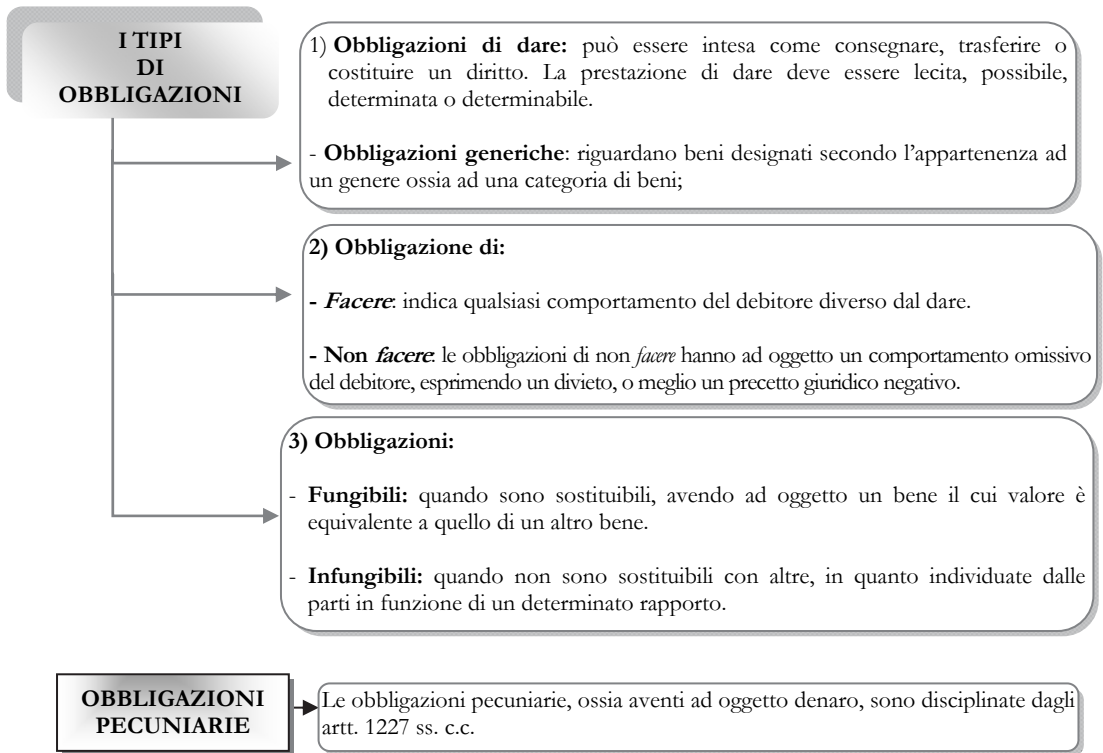 I TIPI
DI
OBBLIGAZIONI
1) Obbligazioni di dare: può essere intesa come consegnare, trasferire o
costituire un diritto. La prestazione di dare deve essere lecita, possibile,
determinata o determinabile.
- Obbligazioni generiche: riguardano beni designati secondo l'appartenenza ad
un genere ossia ad una categoria di beni;
2) Obbligazione di:
- Facere: indica qualsiasi comportamento del debitore diverso dal dare.
- Non facere: le obbligazioni di non facere hanno ad oggetto un comportamento omissivo
del debitore, esprimendo un divieto, o meglio un precetto giuridico negativo.
3) Obbligazioni:
- Fungibili: quando sono sostituibili, avendo ad oggetto un bene il cui valore è
equivalente a quello di un altro bene.
- Infungibili: quando non sono sostituibili con altre, in quanto individuate dalle
parti in funzione di un determinato rapporto.
OBBLIGAZIONI
PECUNIARIE
Le obbligazioni pecuniarie, ossia aventi ad oggetto denaro, sono disciplinate dagli
artt. 1227 ss. c.c.